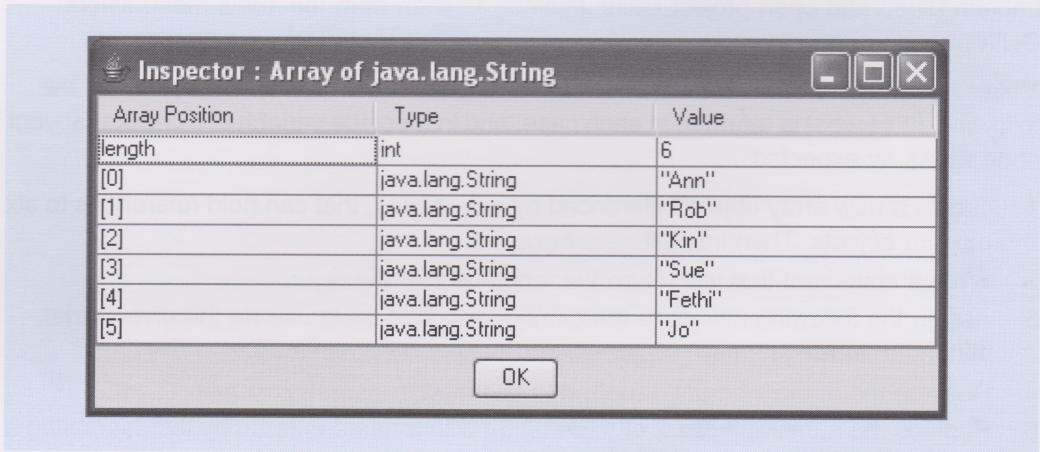 Inspector : Array of java.lang.String
Array Position Type Value
length int 6
[0] java.lang.String "Ann"
[1] java.lang.String "Rob"
[2] java.lang.String "Kin"
[3] java.lang.String "Sue"
[4] java.lang.String "Fethi"
[5] java.lang.String "Jo"
OK